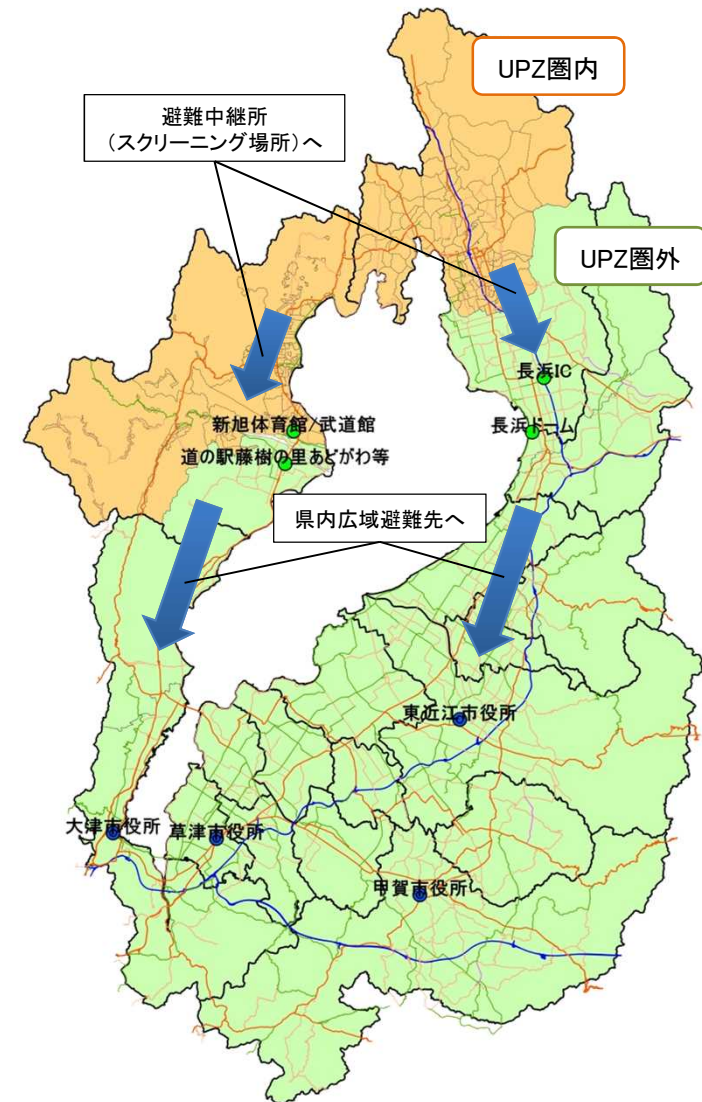 UPZ圏内
避難中継所
(スクリーニング場所)へ
UPZ圏外
長浜IC
新旭体育館/武道館
長浜ドーム
道の駅藤樹の里あどがわ等
県内広域避難先へ
東近江市役所
大津市役所
草津市役所
甲賀市役所